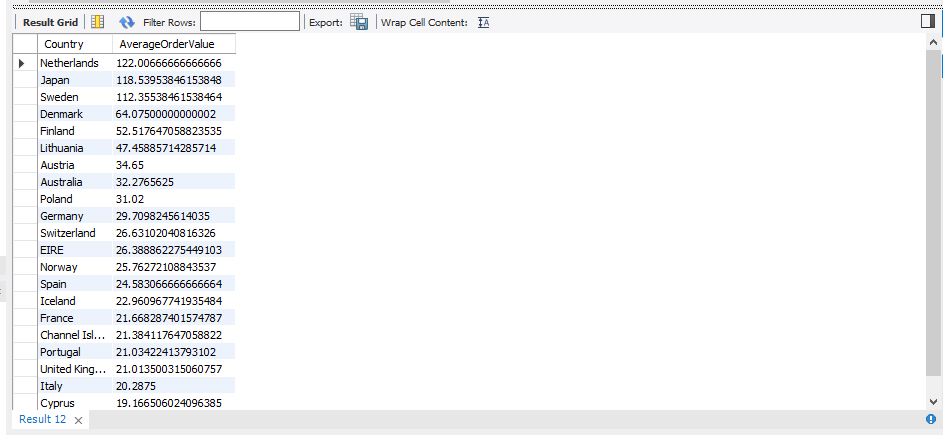 Result Grid Filter Rows: Export: Wrap Cell Content: IA
Country AverageOrderValue
Netherlands 122.00666666666666
Japan 118.53953846153848
Sweden 112.35538461538464
Denmark 64.07500000000002
Finland 52.517647058823535
Lithuania 47.45885714285714
Austria 34.65
Australia 32.2765625
Poland 31.02
Germany 29.7098245614035
Switzerland 26.63102040816326
EIRE 26.388862275449103
Norway 25.76272108843537
Spain 24.583066666666664
Iceland 22.960967741935484
France 21.668287401574787
Channel Isl... 21.384117647058822
Portugal 21.03422413793102
United King... 21.013500315060757
Italy 20.2875
Cyprus 19.166506024096385
Result 12